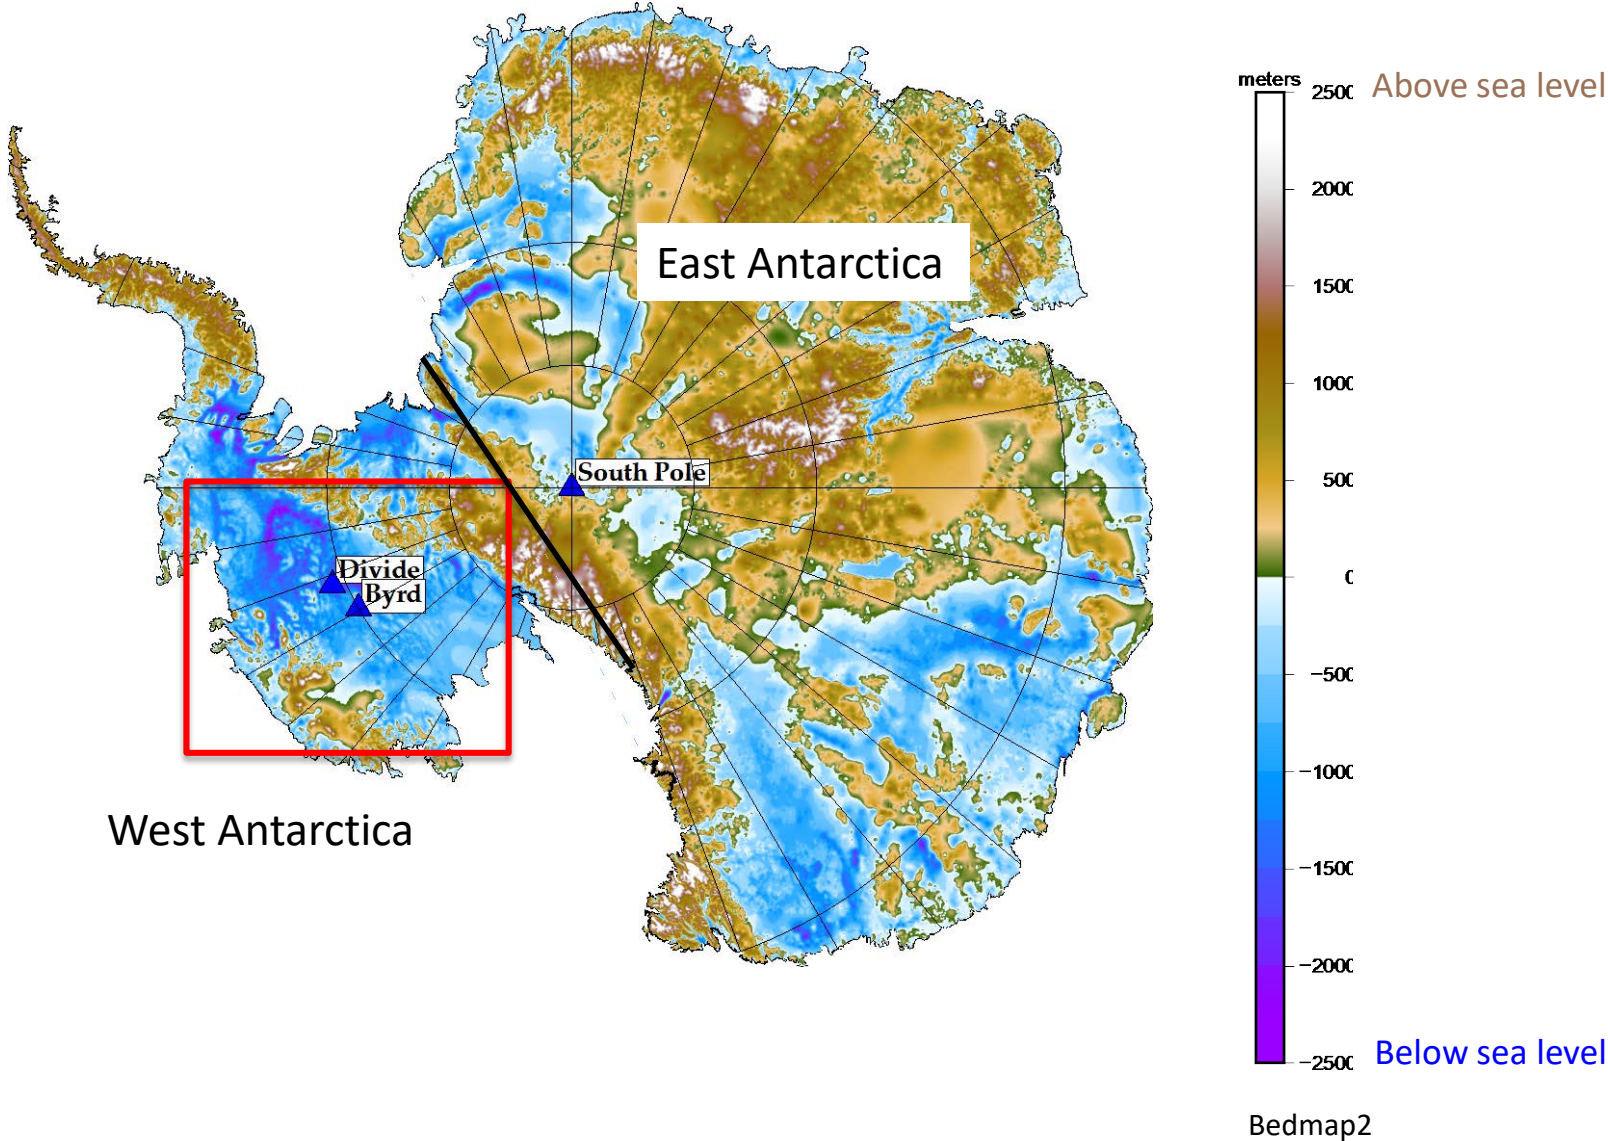 meters
2500
Above sea level
2000
East Antarctica
1500
1000
South Pole
500
Divide
0
Byrd
−500
−1000
West Antarctica
−1500
−2000
Below sea level
−2500
Bedmap2